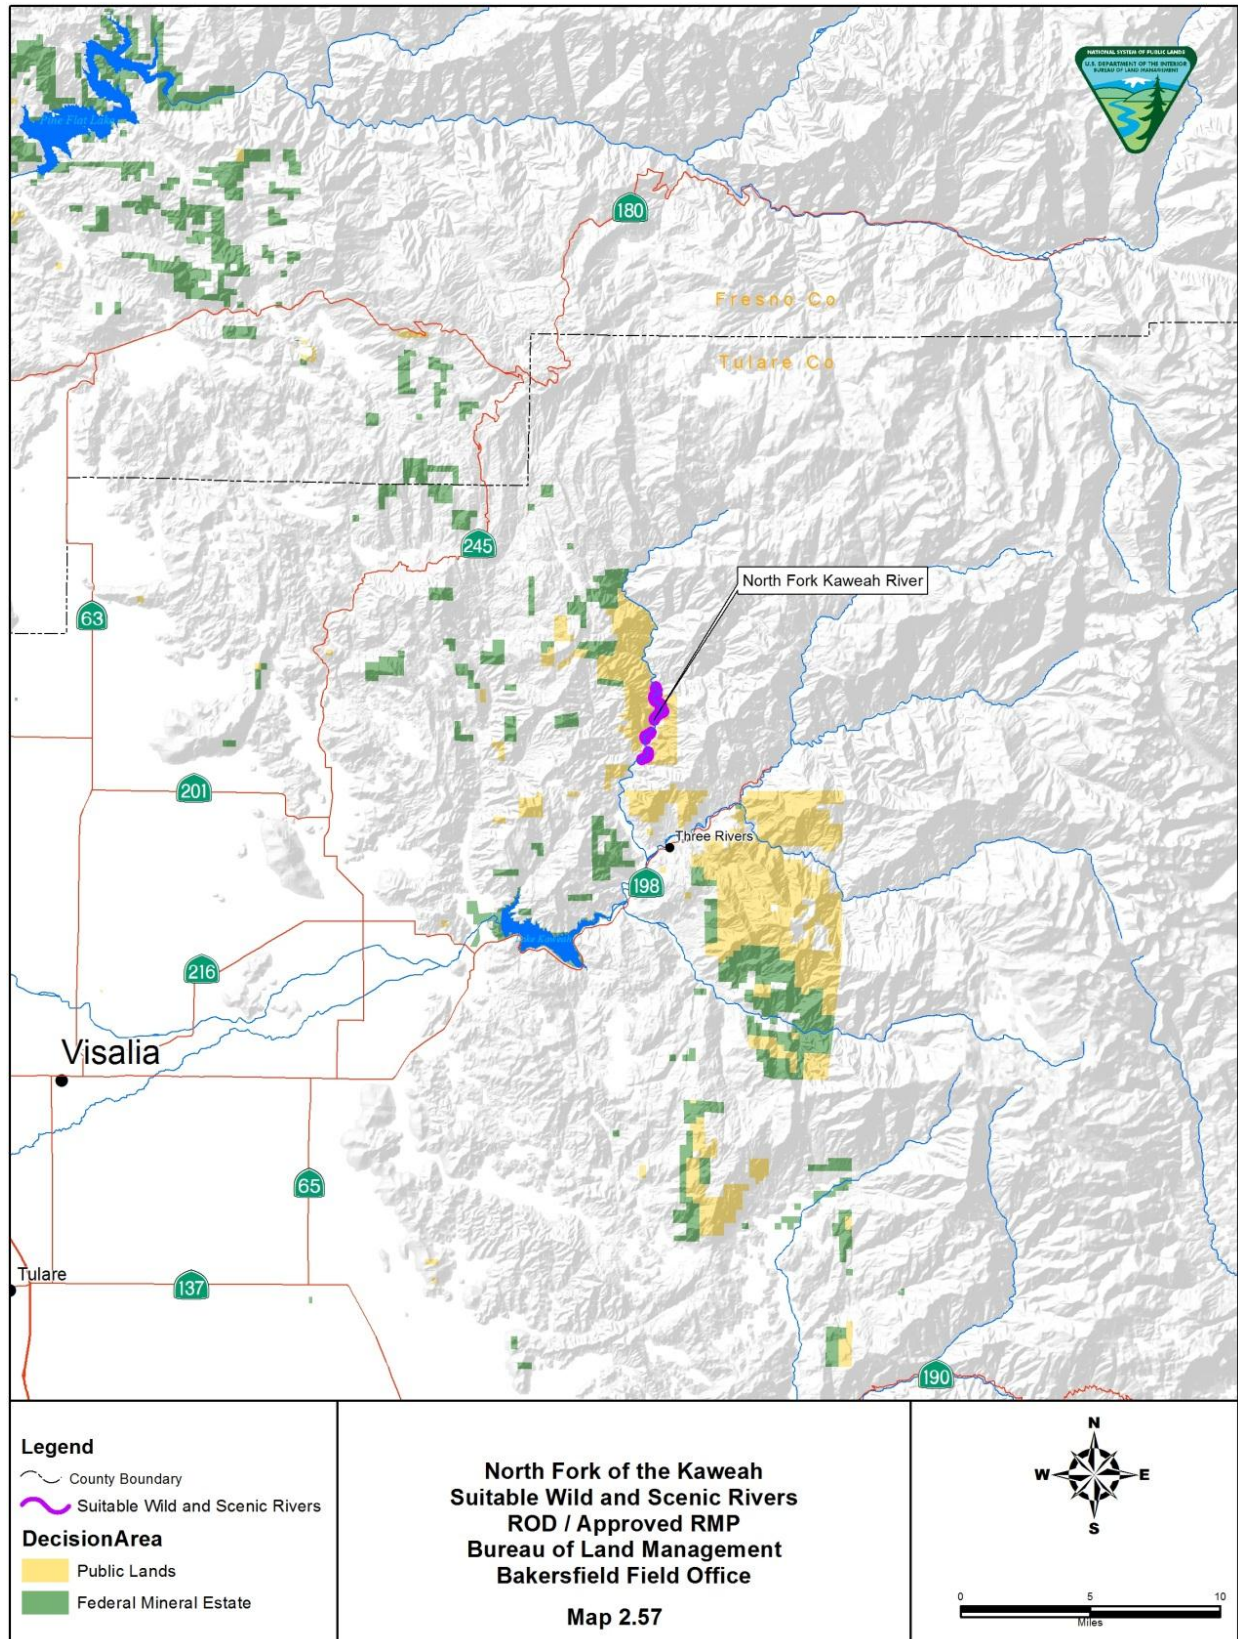 NATIONAL SYSTEM OF PUBLIC LANDS
U.S. DEPARTMENT OF THE INTERIOR
BUREAU OF LAND MANAGEMENT
Pine Flat Lake
180
Fresno Co
Tulare Co
245
North Fork Kaweah River
63
201
Three Rivers
198
Lake Kaweah
216
Visalia
65
Tulare
137
190
Legend
County Boundary
Suitable Wild and Scenic Rivers
DecisionArea
Public Lands
Federal Mineral Estate
North Fork of the Kaweah
Suitable Wild and Scenic Rivers
ROD / Approved RMP
Bureau of Land Management
Bakersfield Field Office
Map 2.57
N
W E
S
0 5 10
Miles